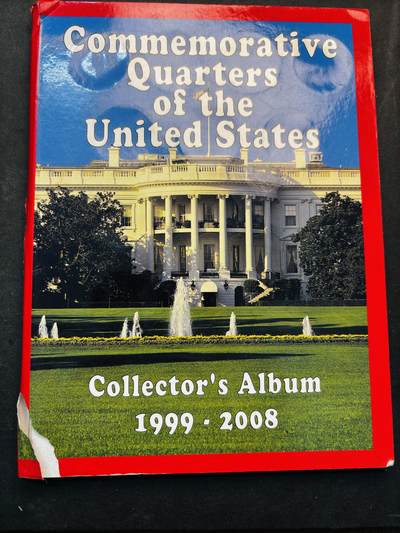 Commemorative
Quarters
of the
United States
Collector's Album
1999 - 2008